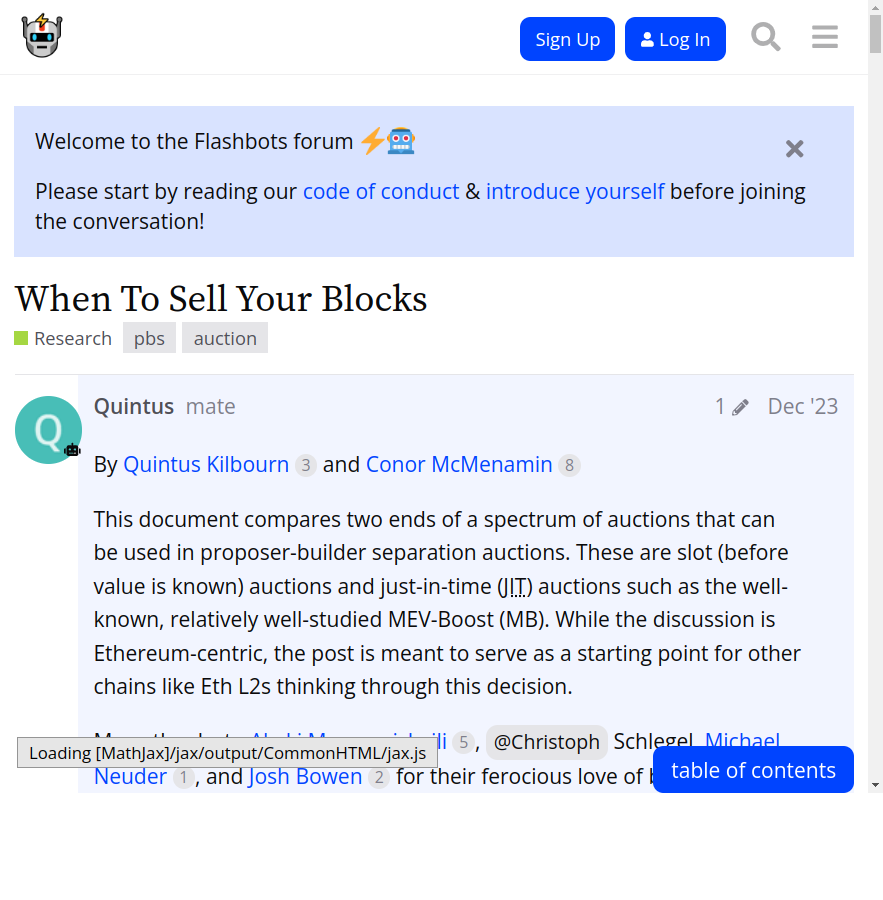 Sign Up
Log In
Welcome to the Flashbots forum
Please start by reading our code of conduct & introduce yourself before joining
the conversation!
When To Sell Your Blocks
Research pbs auction
Q
Quintus mate 1 Dec '23
By Quintus Kilbourn 3 and Conor McMenamin 8
This document compares two ends of a spectrum of auctions that can
be used in proposer-builder separation auctions. These are slot (before
value is known) auctions and just-in-time (JIT) auctions such as the well-
known, relatively well-studied MEV-Boost (MB). While the discussion is
Ethereum-centric, the post is meant to serve as a starting point for other
chains like Eth L2s thinking through this decision.
5, @Christoph Schlegel, Michael
Loading [MathJax]/jax/output/CommonHTML/jax.js
Neuder 1, and Josh Bowen 2 for their ferocious love of
table of contents